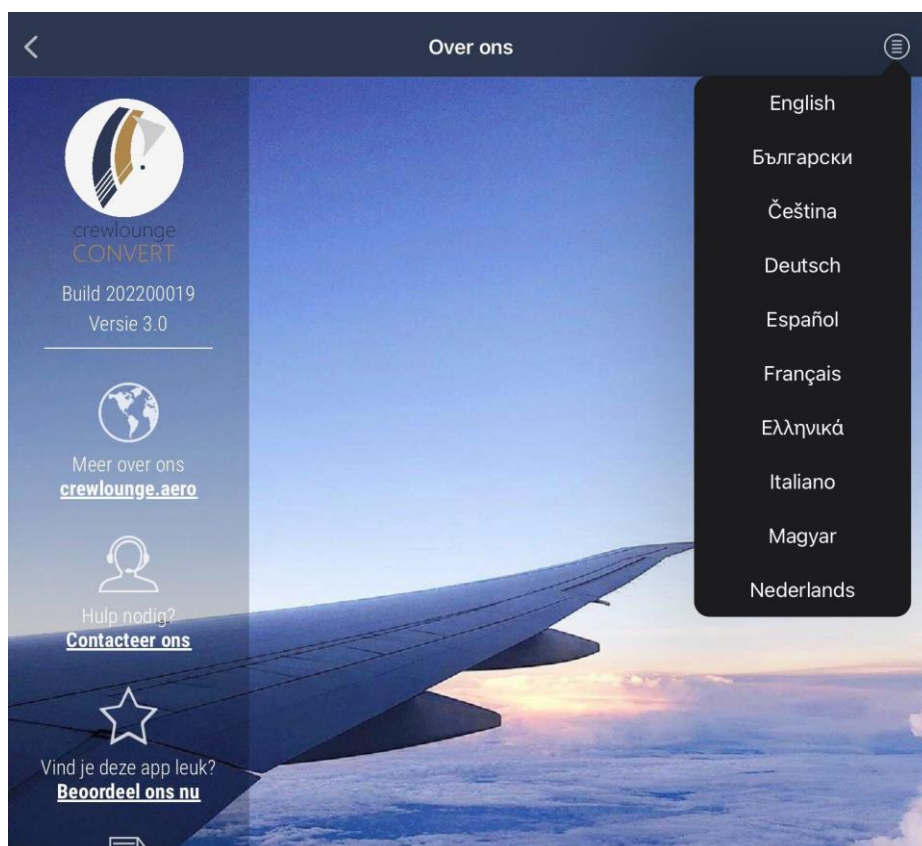 Over ons
crewlounge
CONVERT
Build 202200019
Versie 3.0
Meer over ons
crewlounge.aero
Hulp nodig?
Contacteer ons
Vind je deze app leuk?
Beoordeel ons nu
English
Български
Čeština
Deutsch
Español
Français
Ελληνικά
Italiano
Magyar
Nederlands